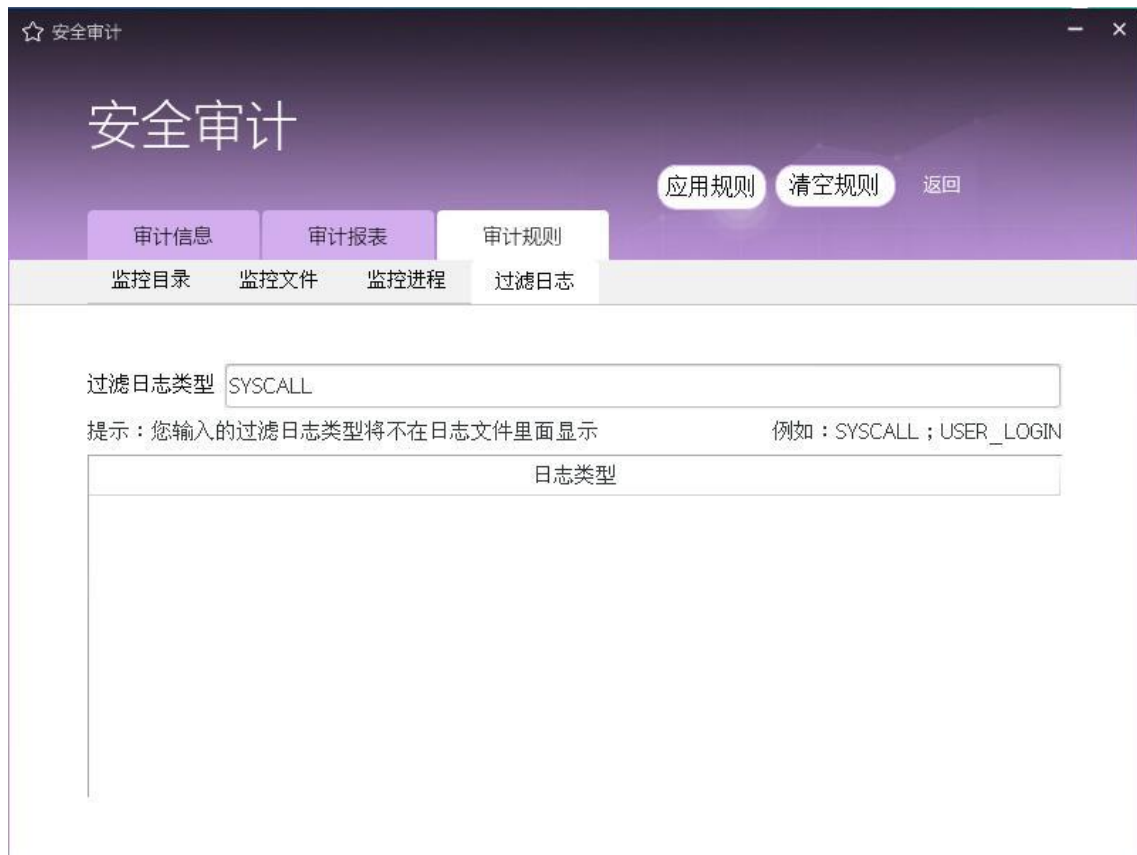 安全审计
安全审计
应用规则 清空规则 返回
审计信息 审计报表 审计规则
监控目录 监控文件 监控进程 过滤日志
过滤日志类型 SYSCALL
提示：您输入的过滤日志类型将不在日志文件里面显示 例如：SYSCALL；USER_LOGIN
日志类型